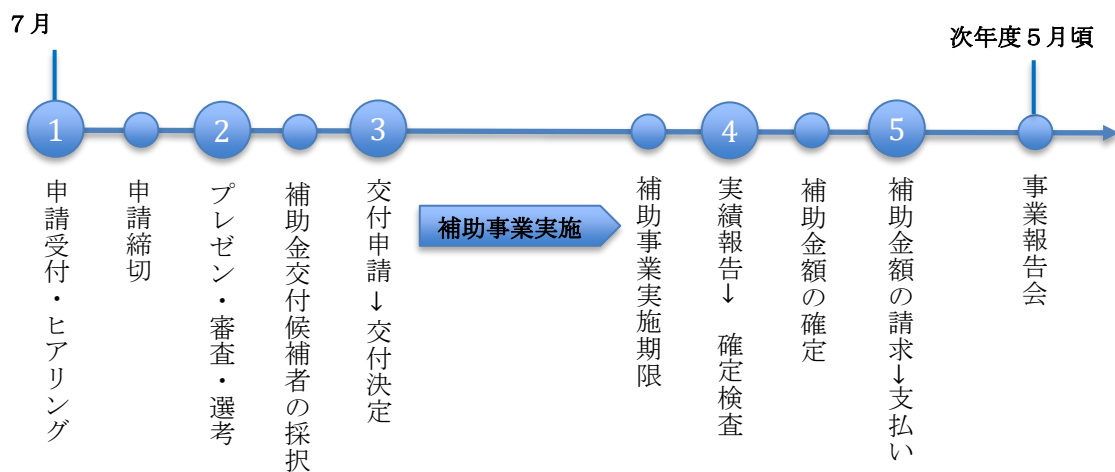 7月
次年度5月頃
1
2
3
4
5
申請受付・ヒアリング
申請締切
プレゼン・審査・選考
補助金交付候補者の採択
交付申請→交付決定
補助事業実施
補助事業実施期限
実績報告→ 確定検査
補助金額の確定
補助金額の請求→支払い
事業報告会